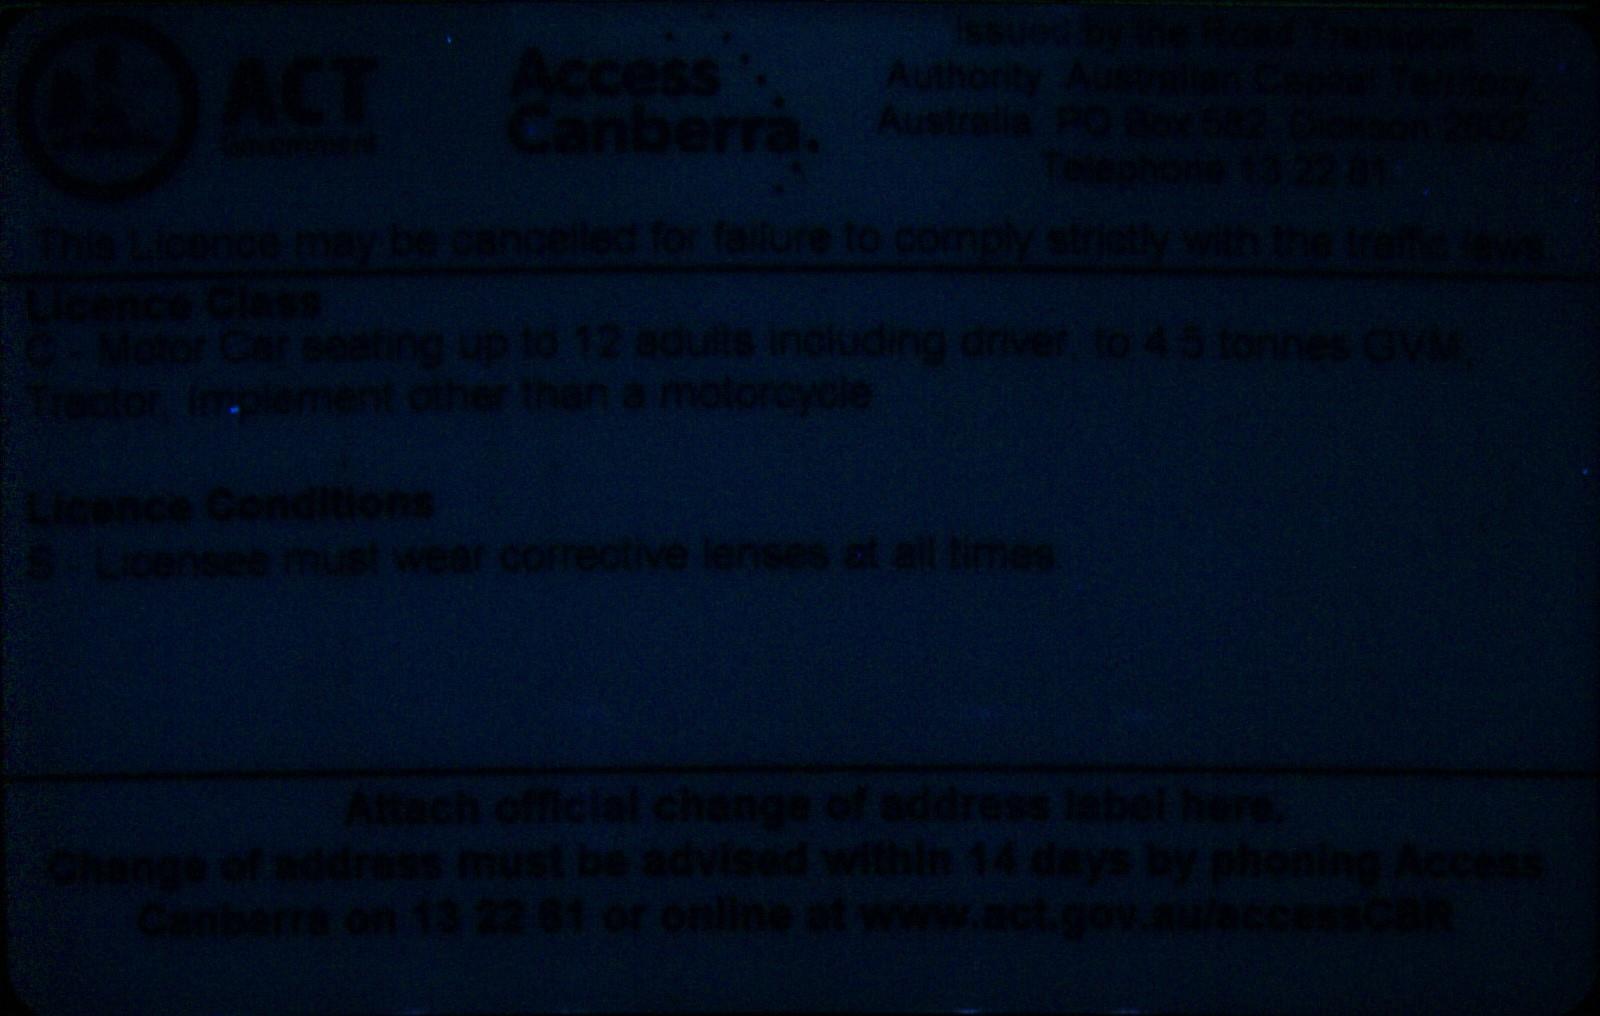 ACT
Government
Access
Canberra.
Issued by the Road Transport
Authority Australian Capital Territory,
Australia PO Box 582 Dickson 2602
Telephone 13 22 81
This Licence may be cancelled for failure to comply strictly with the traffic laws.
Licence Class
C - Motor Car seating up to 12 adults including driver, to 4.5 tonnes GVM,
Tractor, Implement other than a motorcycle
Licence Conditions
S - Licensee must wear corrective lenses at all times
Attach official change of address label here.
Change of address must be advised within 14 days by phoning Access
Canberra on 13 22 81 or online at www.act.gov.au/accessCBR